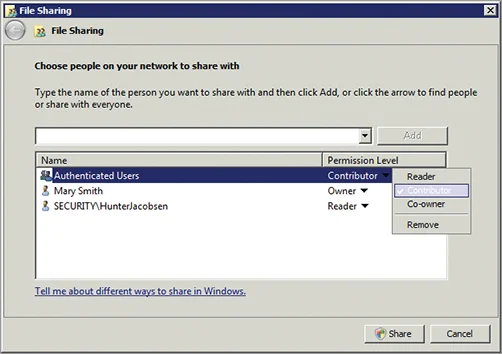 File Sharing
File Sharing
Choose people on your network to share with
Type the name of the person you want to share with and then click Add, or click the arrow to find people
or share with everyone.
Add
Name Permission Level
Authenticated Users Contributor
Mary Smith Owner
SECURITY\HunterJacobsen Reader
Reader
Contributor
Co-owner
Remove
Tell me about different ways to share in Windows.
Share Cancel